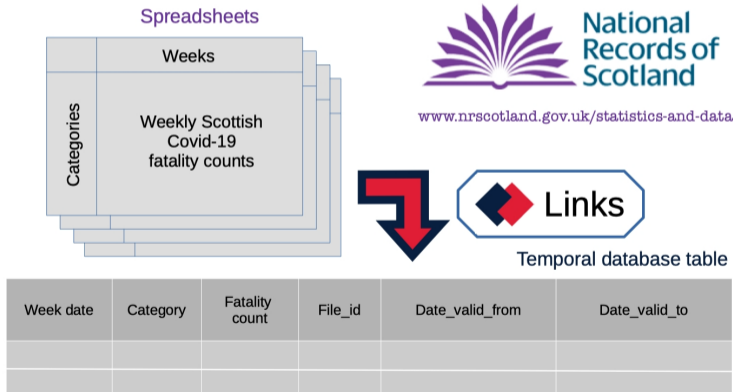 Spreadsheets
Weeks
Categories
Weekly Scottish
Covid-19
fatality counts
National
Records of
Scotland
www.nrscotland.gov.uk/statistics-and-data
Links
Temporal database table
Week date
Category
Fatality
count
File_id
Date_valid_from
Date_valid_to